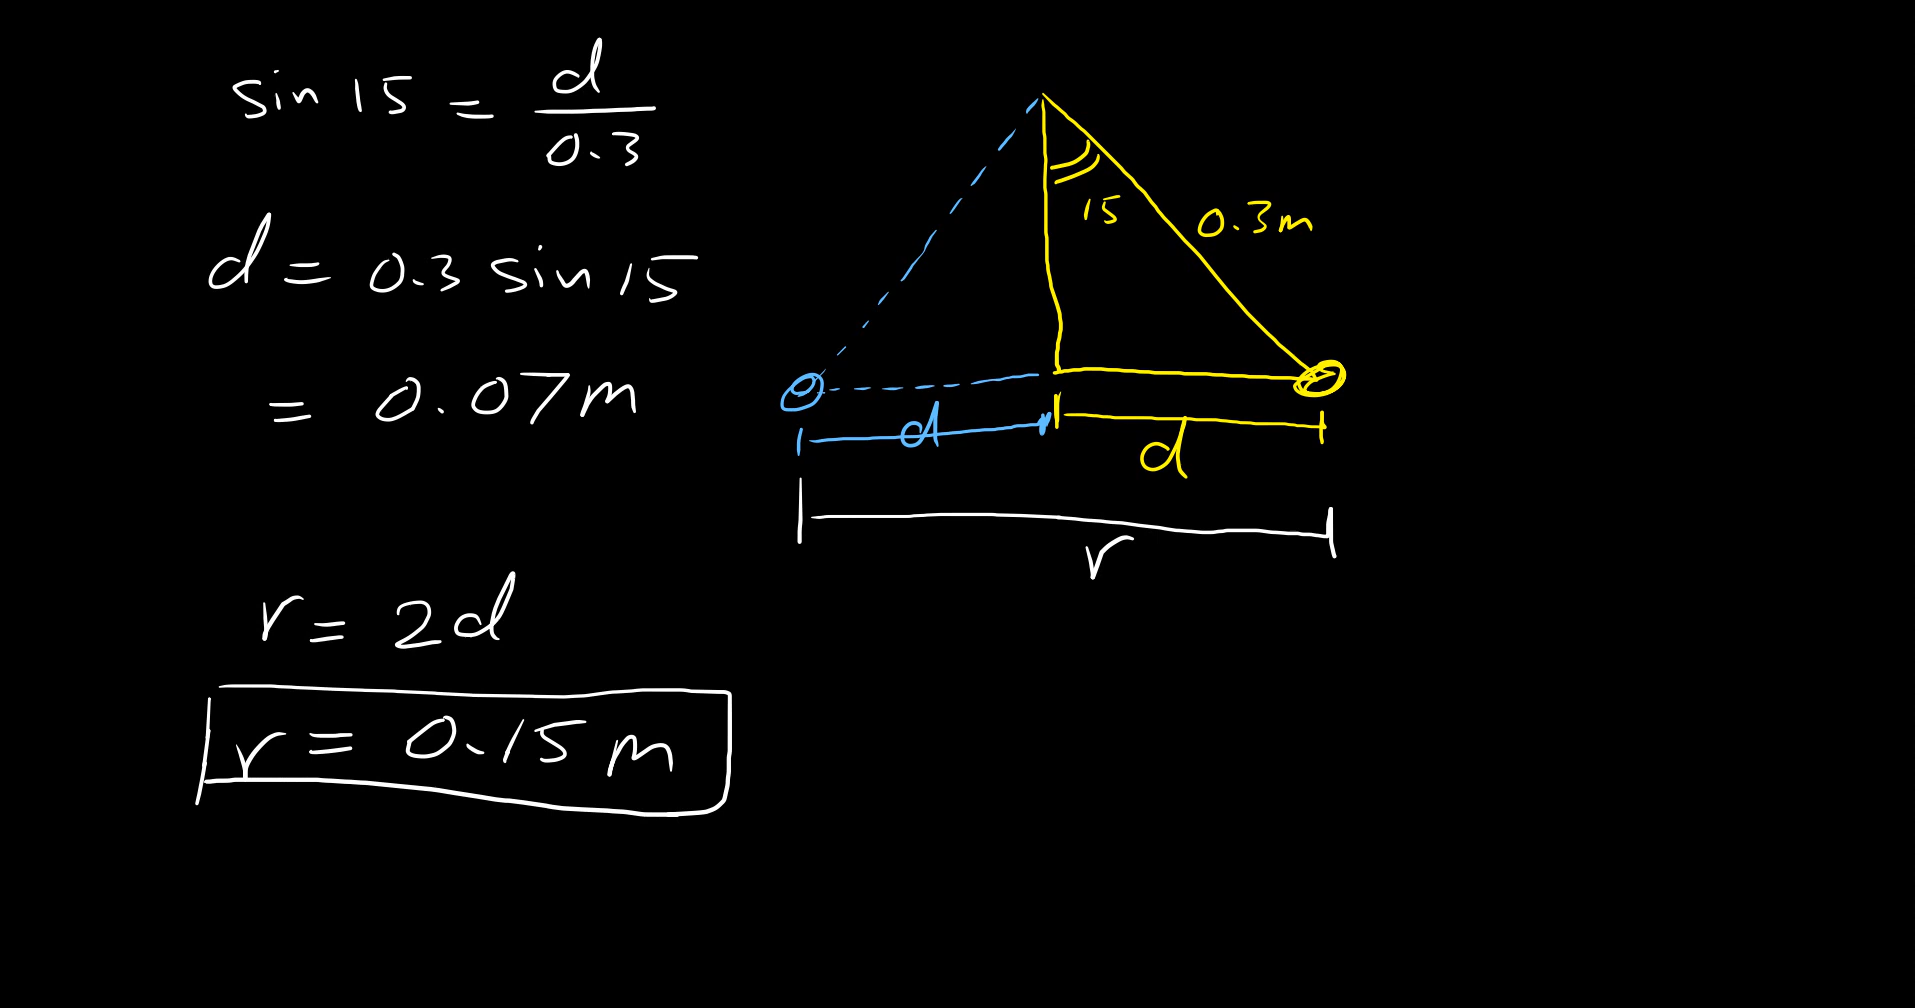 sin 15 = d / 0.3
d = 0.3 sin 15
= 0.07m
r = 2d
r = 0.15 m
15
0.3m
d
d
r